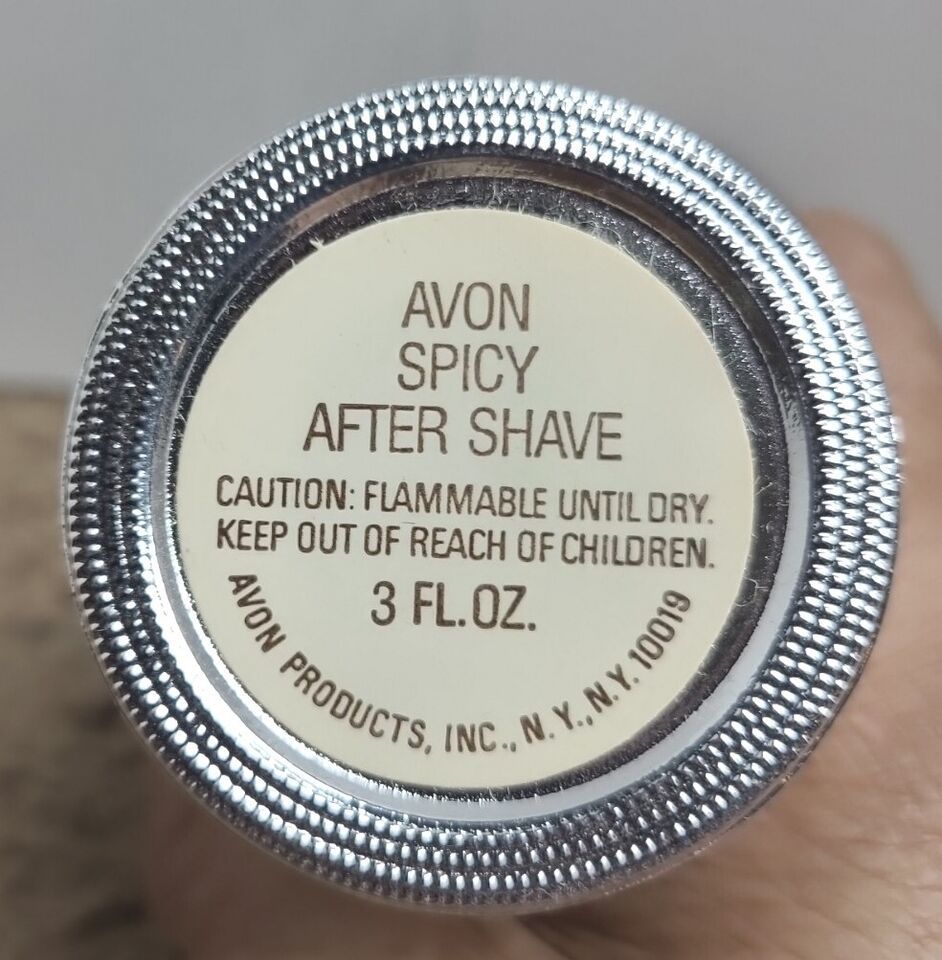 AVON
SPICY
AFTER SHAVE
CAUTION: FLAMMABLE UNTIL DRY.
KEEP OUT OF REACH OF CHILDREN.
3 FL.OZ.
AVON PRODUCTS, INC., N.Y., N.Y. 10019